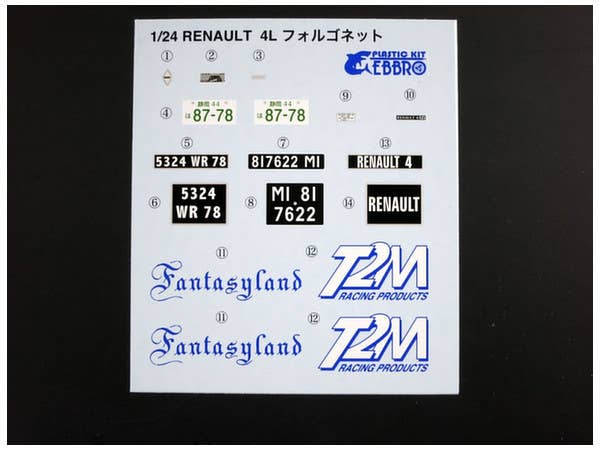 1/24 RENAULT 4L フォルゴネット
PLASTIC KIT
EBBRO
① ② ③
④ 静岡 44
は 87-78
静岡 44
は 87-78
⑨ ⑩
⑤ ⑦ ⑬
5324 WR 78
817622 MI
RENAULT 4
⑥ 5324
WR 78
⑧ MI.81
7622
⑭ RENAULT
⑪ Fantasyland
⑫ T2M
RACING PRODUCTS
⑪ Fantasyland
⑫ T2M
RACING PRODUCTS